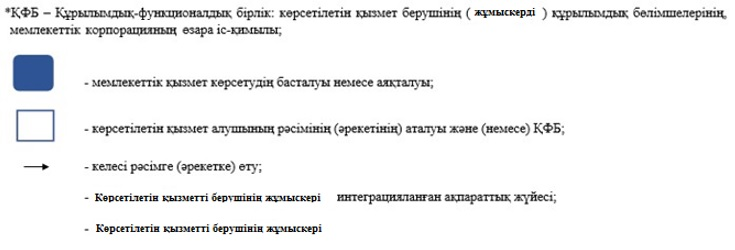 *ҚФБ – Құрылымдық-функционалдық бірлік: көрсетілетін қызмет берушінің ( жұмыскерді ) құрылымдық бөлімшелерінің,
мемлекеттік корпорацияның өзара іс-қимылы;
- мемлекеттік қызмет көрсетудің басталуы немесе аяқталуы;
- көрсетілетін қызмет алушының рәсімінің (әрекетінің) аталуы және (немесе) ҚФБ;
- келесі рәсімге (әрекетке) өту;
- Көрсетілетін қызметті берушінің жұмыскері интеграцияланған ақпараттық жүйесі;
- Көрсетілетін қызметті берушінің жұмыскері